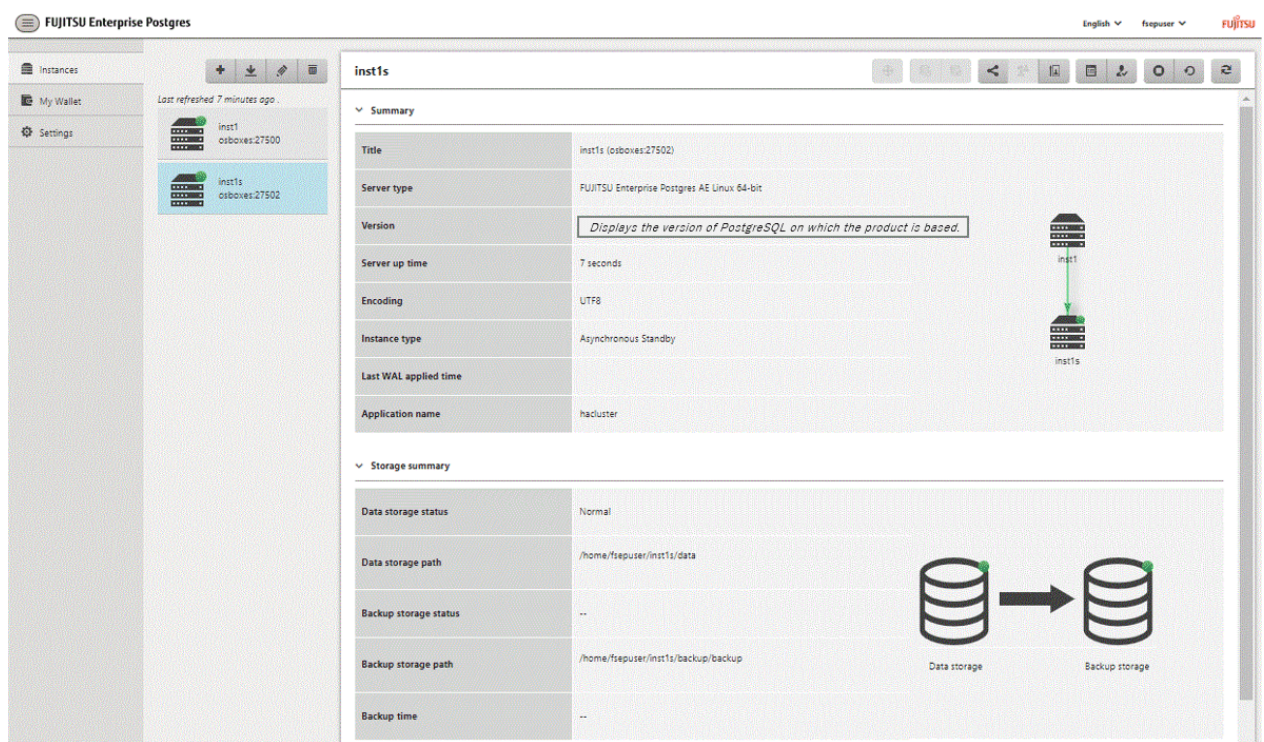 FUJITSU Enterprise Postgres
English
fsepuser
FUJITSU
Instances
My Wallet
Settings
Last refreshed 7 minutes ago .
inst1
osboxes:27500
inst1s
osboxes:27502
inst1s
Summary
Title
inst1s (osboxes:27502)
Server type
FUJITSU Enterprise Postgres AE Linux 64-bit
Version
Displays the version of PostgreSQL on which the product is based.
Server up time
7 seconds
Encoding
UTF8
Instance type
Asynchronous Standby
Last WAL applied time
Application name
hacluster
inst1
inst1s
Storage summary
Data storage status
Normal
Data storage path
/home/fsepuser/inst1s/data
Backup storage status
--
Backup storage path
/home/fsepuser/inst1s/backup/backup
Backup time
--
Data storage
Backup storage